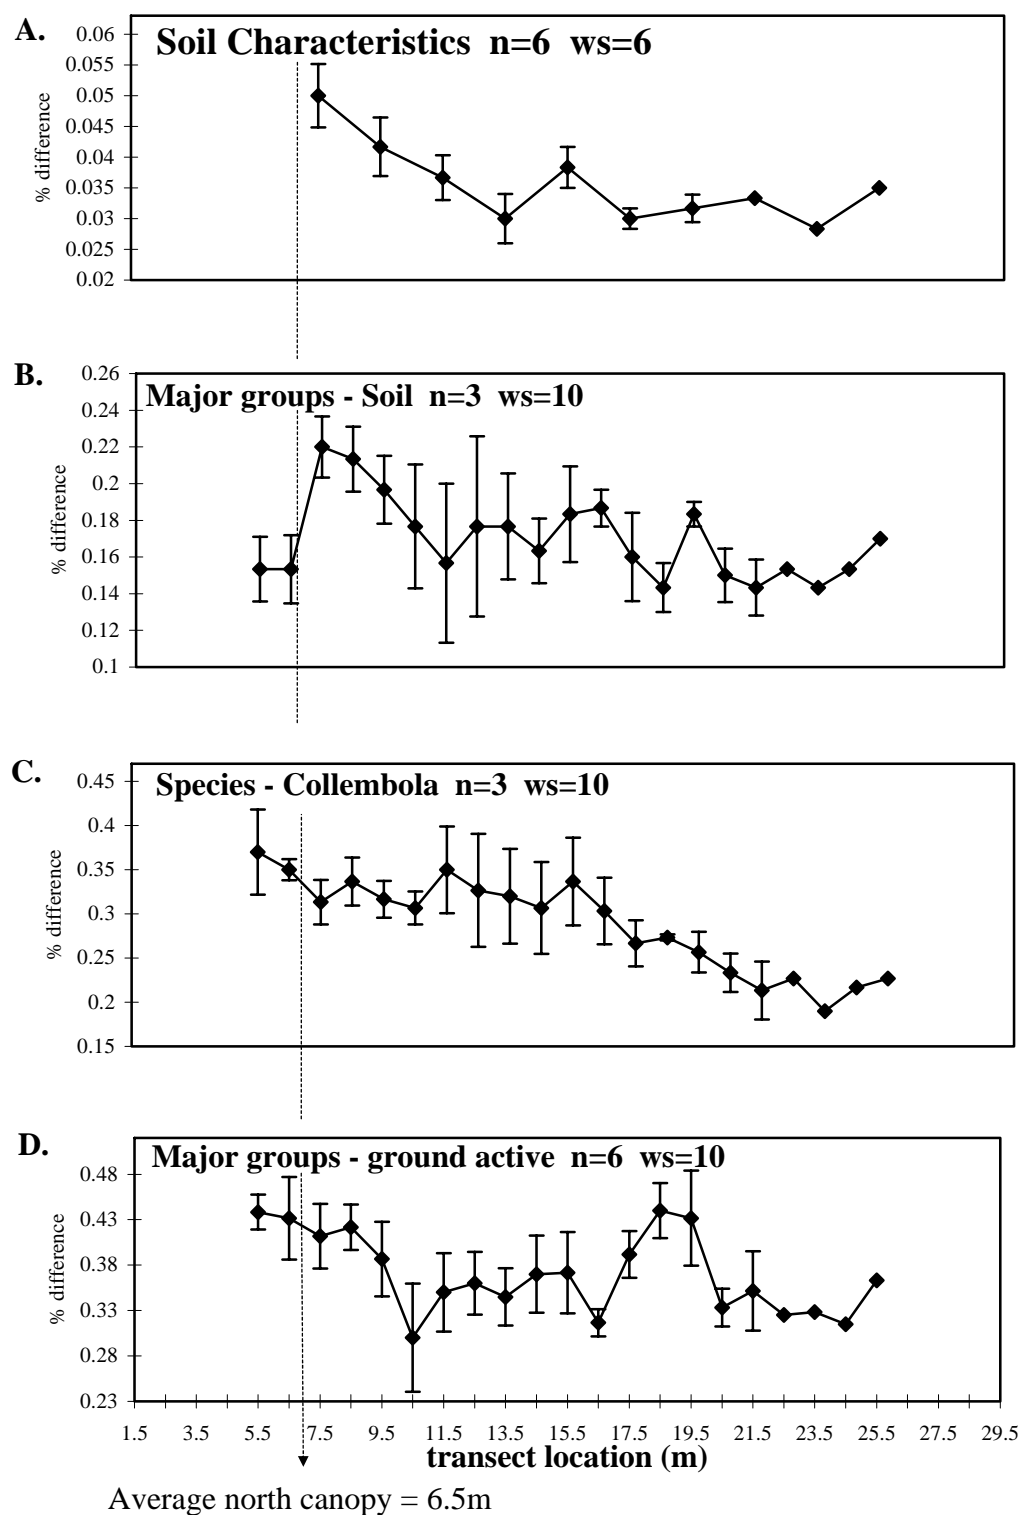 A.
Soil Characteristics n=6 ws=6
% difference
0.06
0.055
0.05
0.045
0.04
0.035
0.03
0.025
0.02
B.
Major groups - Soil n=3 ws=10
% difference
0.26
0.24
0.22
0.2
0.18
0.16
0.14
0.12
0.1
C.
Species - Collembola n=3 ws=10
% difference
0.45
0.4
0.35
0.3
0.25
0.2
0.15
D.
Major groups - ground active n=6 ws=10
% difference
0.48
0.43
0.38
0.33
0.28
0.23
1.5 3.5 5.5 7.5 9.5 11.5 13.5 15.5 17.5 19.5 21.5 23.5 25.5 27.5 29.5
transect location (m)
Average north canopy = 6.5m